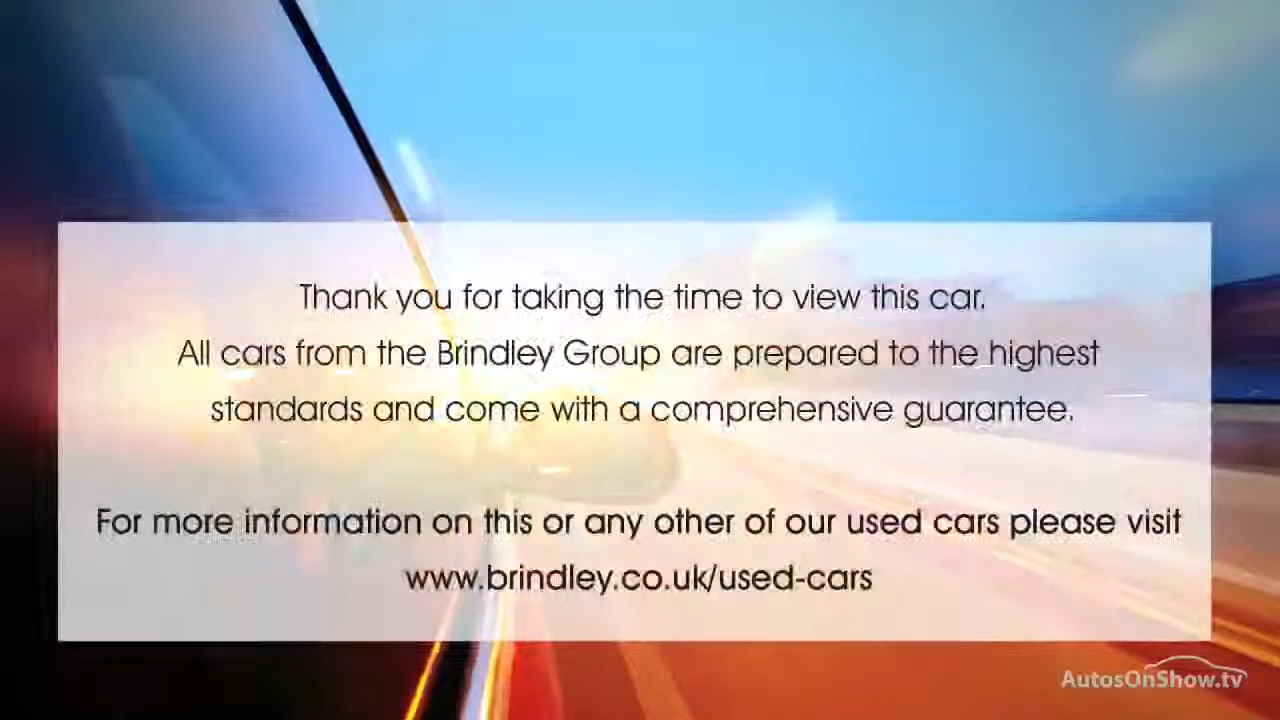 Thank you for taking the time to view this car.
All cars from the Brindley Group are prepared to the highest
standards and come with a comprehensive guarantee.
For more information on this or any other of our used cars please visit
www.brindley.co.uk/used-cars
AutosOnShow.tv